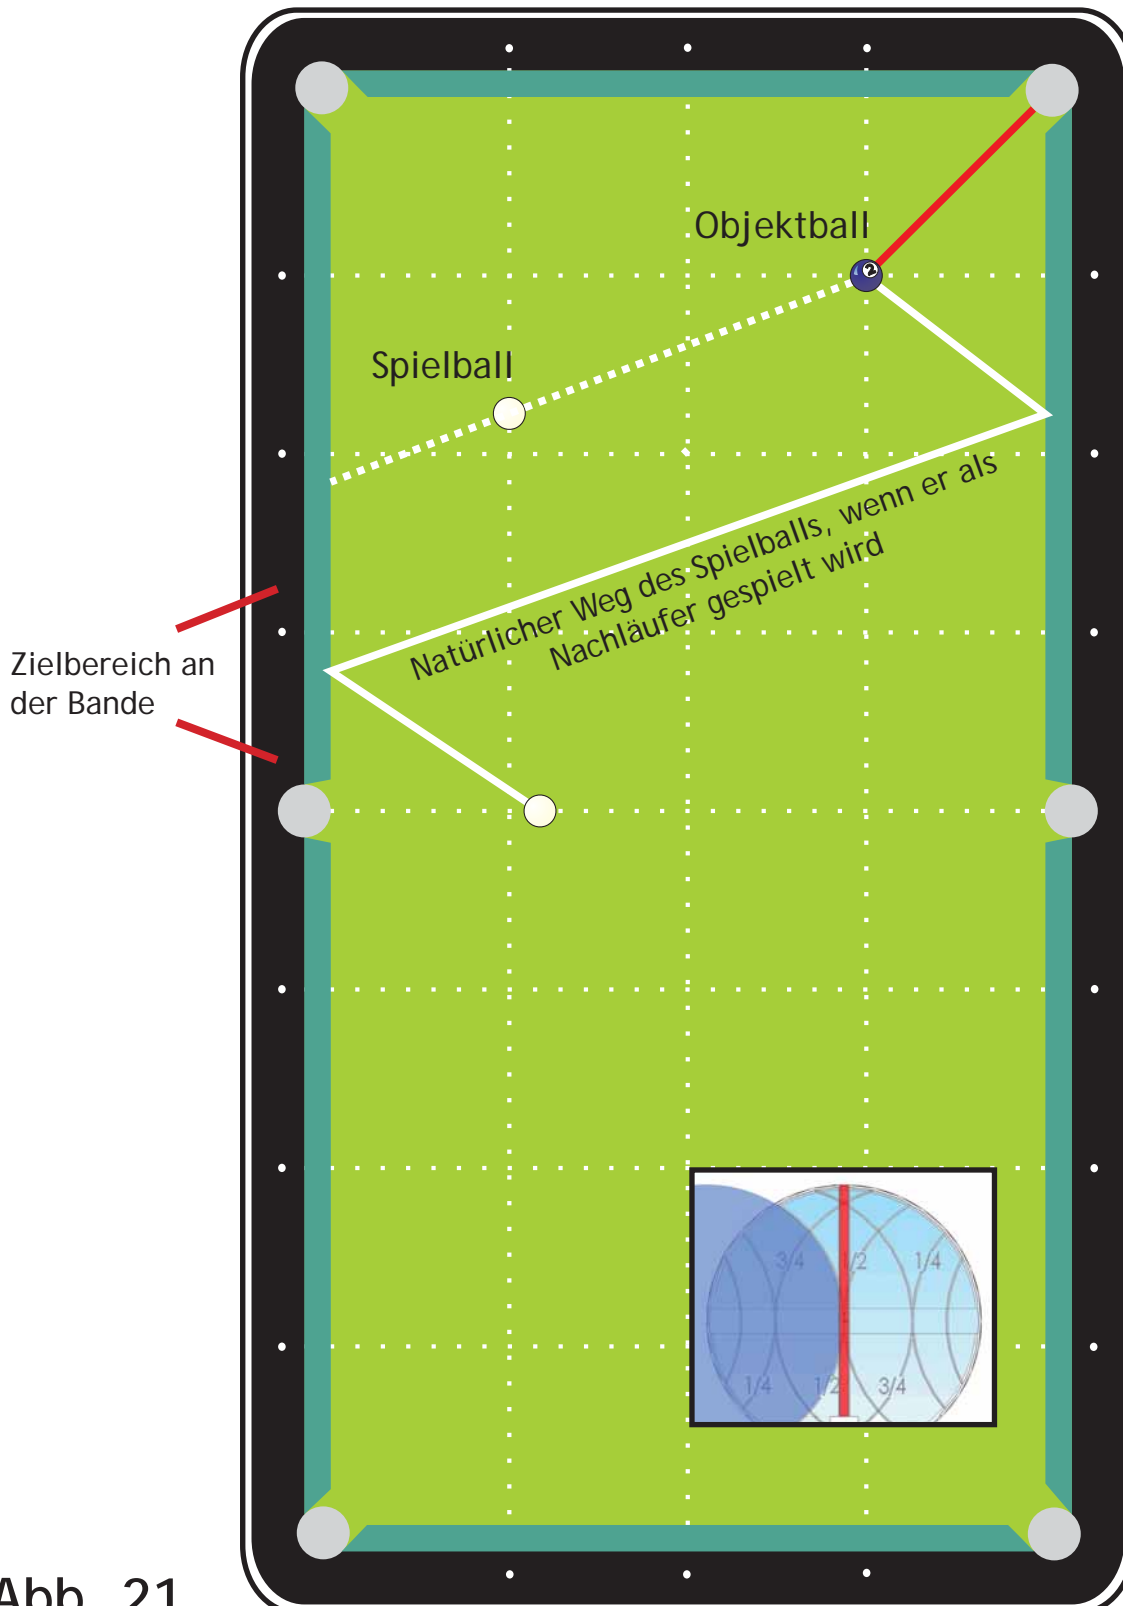 Objektball
2
Spielball
Natürlicher Weg des Spielballs, wenn er als
Nachläufer gespielt wird
Zielbereich an
der Bande
3/4 1/2 1/4
1/4 1/2 3/4
Abb. 21